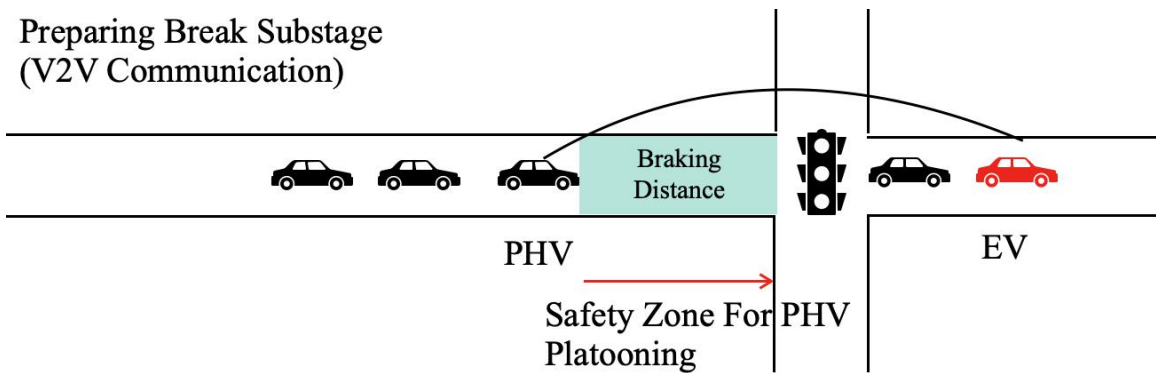 Preparing Break Substage
(V2V Communication)
Braking
Distance
PHV
EV
Safety Zone For PHV
Platooning